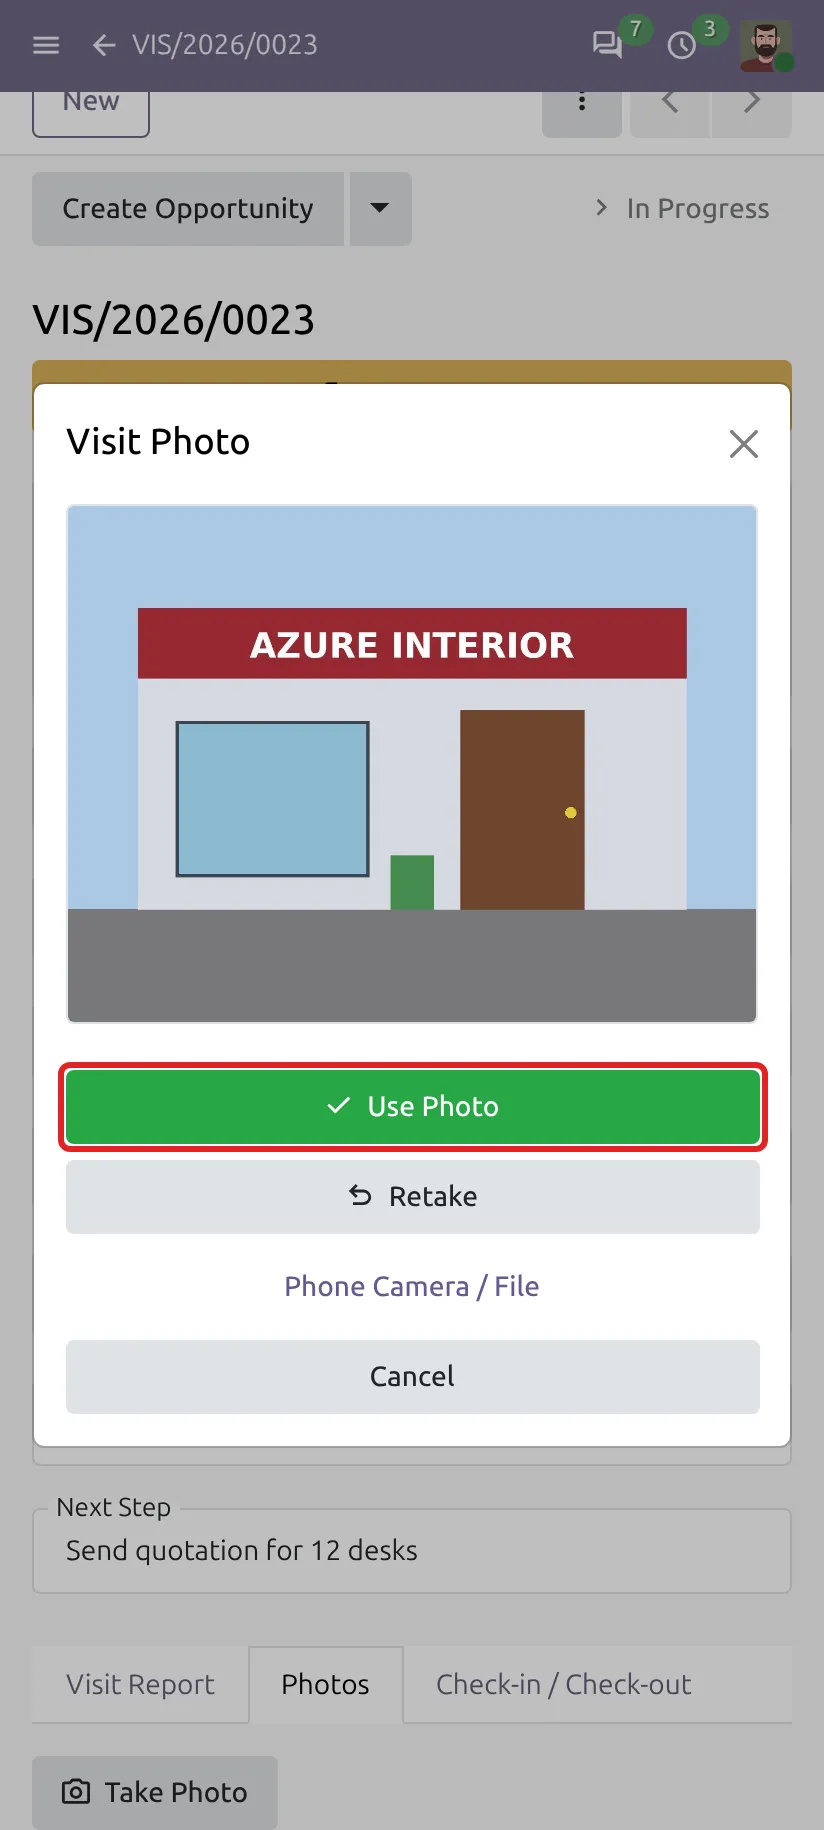 VIS/2026/0023
7
3
New
Create Opportunity
In Progress
VIS/2026/0023
Visit Photo
AZURE INTERIOR
Use Photo
Retake
Phone Camera / File
Cancel
Next Step
Send quotation for 12 desks
Visit Report
Photos
Check-in / Check-out
Take Photo